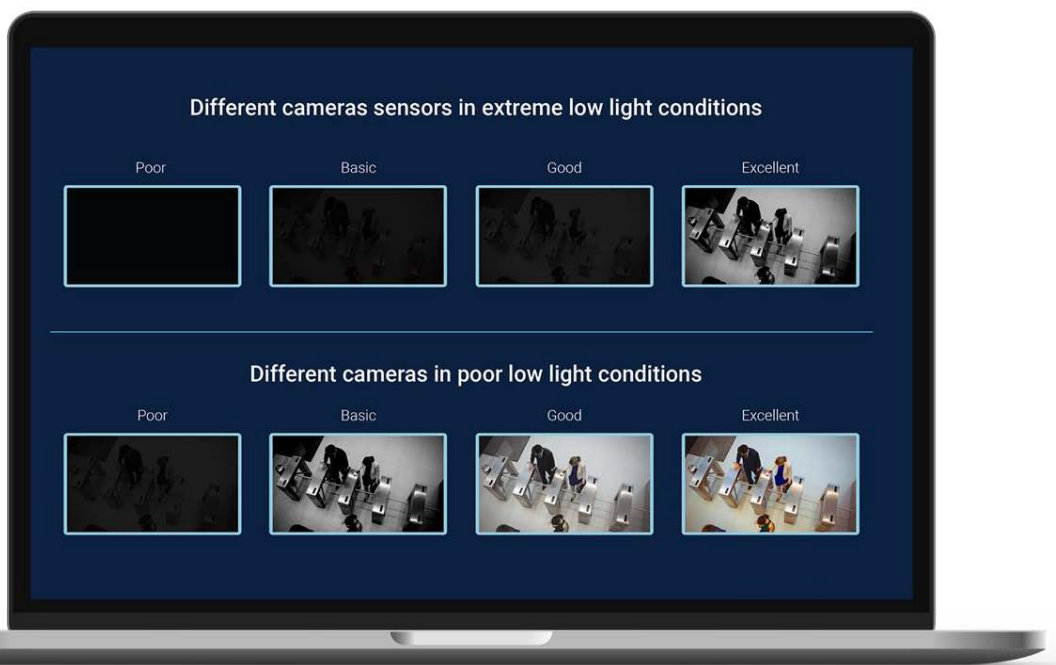 Different cameras sensors in extreme low light conditions
Poor Basic Good Excellent
Different cameras in poor low light conditions
Poor Basic Good Excellent